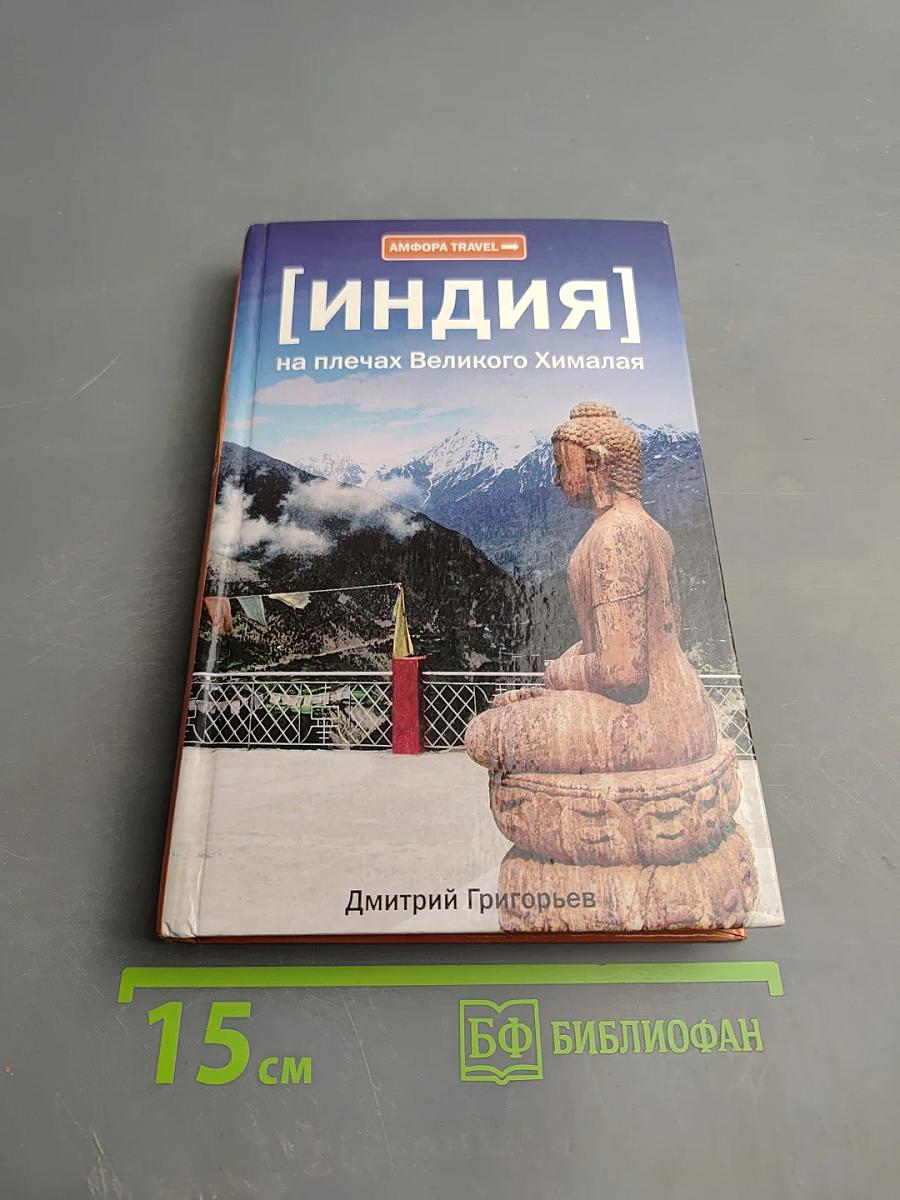 АМФОРА TRAVEL
[ИНДИЯ]
на плечах Великого Хималая
Дмитрий Григорьев
15 см
БФ БИБЛИОФАН